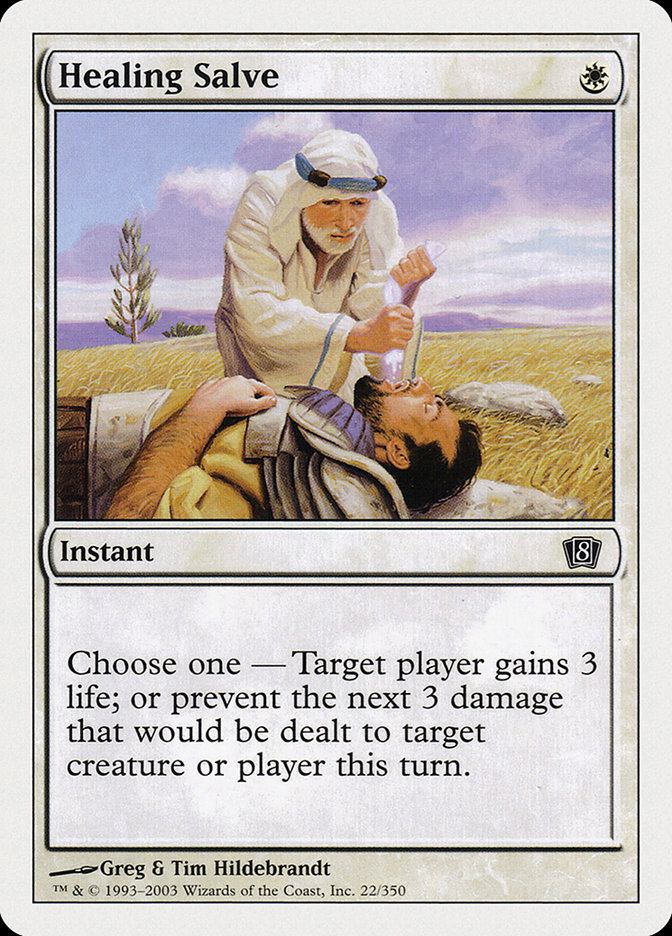 Healing Salve
Instant
8
Choose one — Target player gains 3
life; or prevent the next 3 damage
that would be dealt to target
creature or player this turn.
Greg & Tim Hildebrandt
™ & © 1993–2003 Wizards of the Coast, Inc. 22/350